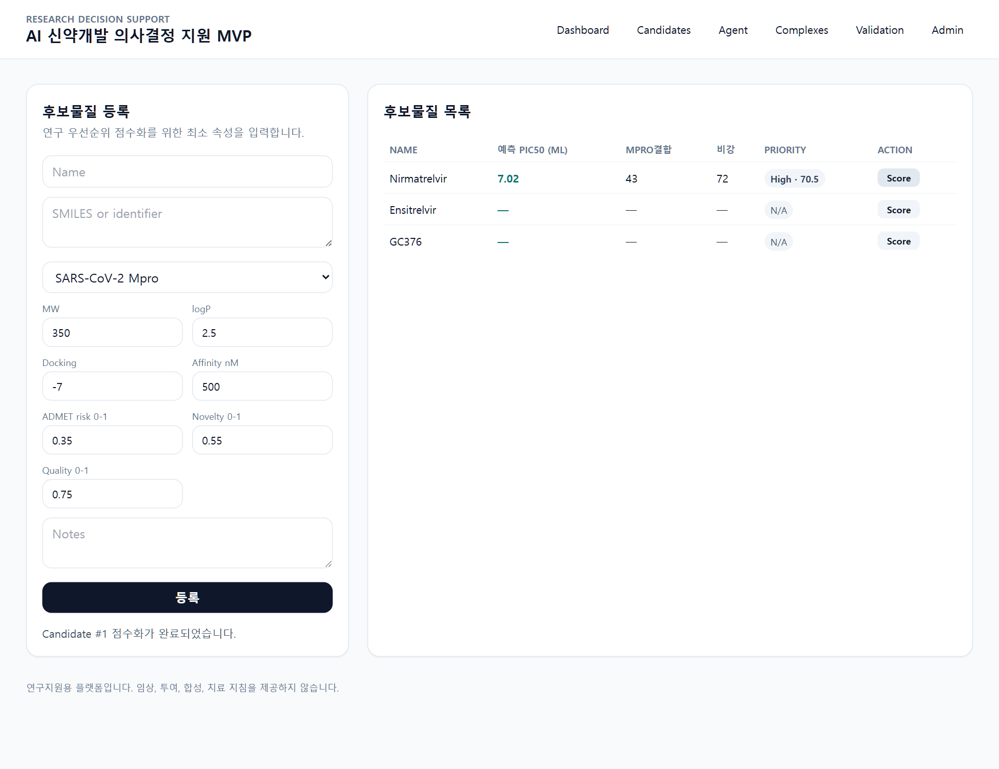 RESEARCH DECISION SUPPORT
AI 신약개발 의사결정 지원 MVP
Dashboard Candidates Agent Complexes Validation Admin
후보물질 등록
연구 우선순위 점수화를 위한 최소 속성을 입력합니다.
Name
SMILES or identifier
SARS-CoV-2 Mpro
MW logP
350 2.5
Docking Affinity nM
-7 500
ADMET risk 0-1 Novelty 0-1
0.35 0.55
Quality 0-1
0.75
Notes
등록
Candidate #1 점수화가 완료되었습니다.
후보물질 목록
NAME 예측 PIC50 (ML) MPRO결합 비강 PRIORITY ACTION
Nirmatrelvir 7.02 43 72 High · 70.5 Score
Ensitrelvir — — — N/A Score
GC376 — — — N/A Score
연구지원용 플랫폼입니다. 임상, 투여, 합성, 치료 지침을 제공하지 않습니다.